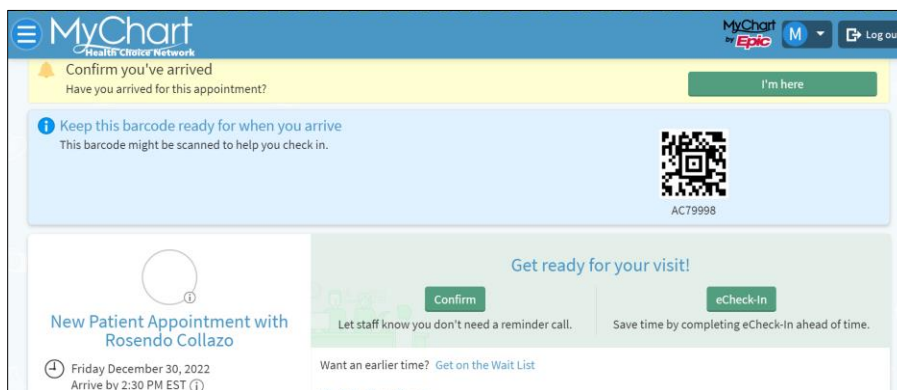 MyChart
Health Choice Network
MyChart
by Epic
M
Log ou
Confirm you've arrived
Have you arrived for this appointment?
I'm here
Keep this barcode ready for when you arrive
This barcode might be scanned to help you check in.
AC79998
Get ready for your visit!
Confirm
eCheck-In
Let staff know you don't need a reminder call.
Save time by completing eCheck-In ahead of time.
New Patient Appointment with
Rosendo Collazo
Friday December 30, 2022
Arrive by 2:30 PM EST
Want an earlier time? Get on the Wait List